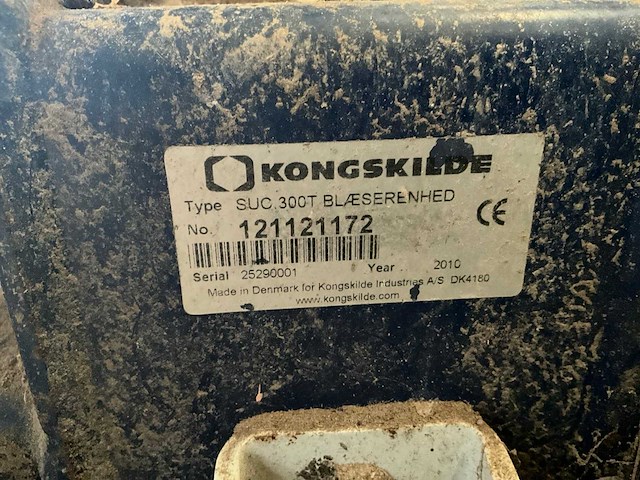 KONGSKILDE
Type SUC 300T BLÆSERENHED
No. 121121172
CE
Serial 25290001 Year 2010
Made in Denmark for Kongskilde Industries A/S DK4180
www.kongskilde.com